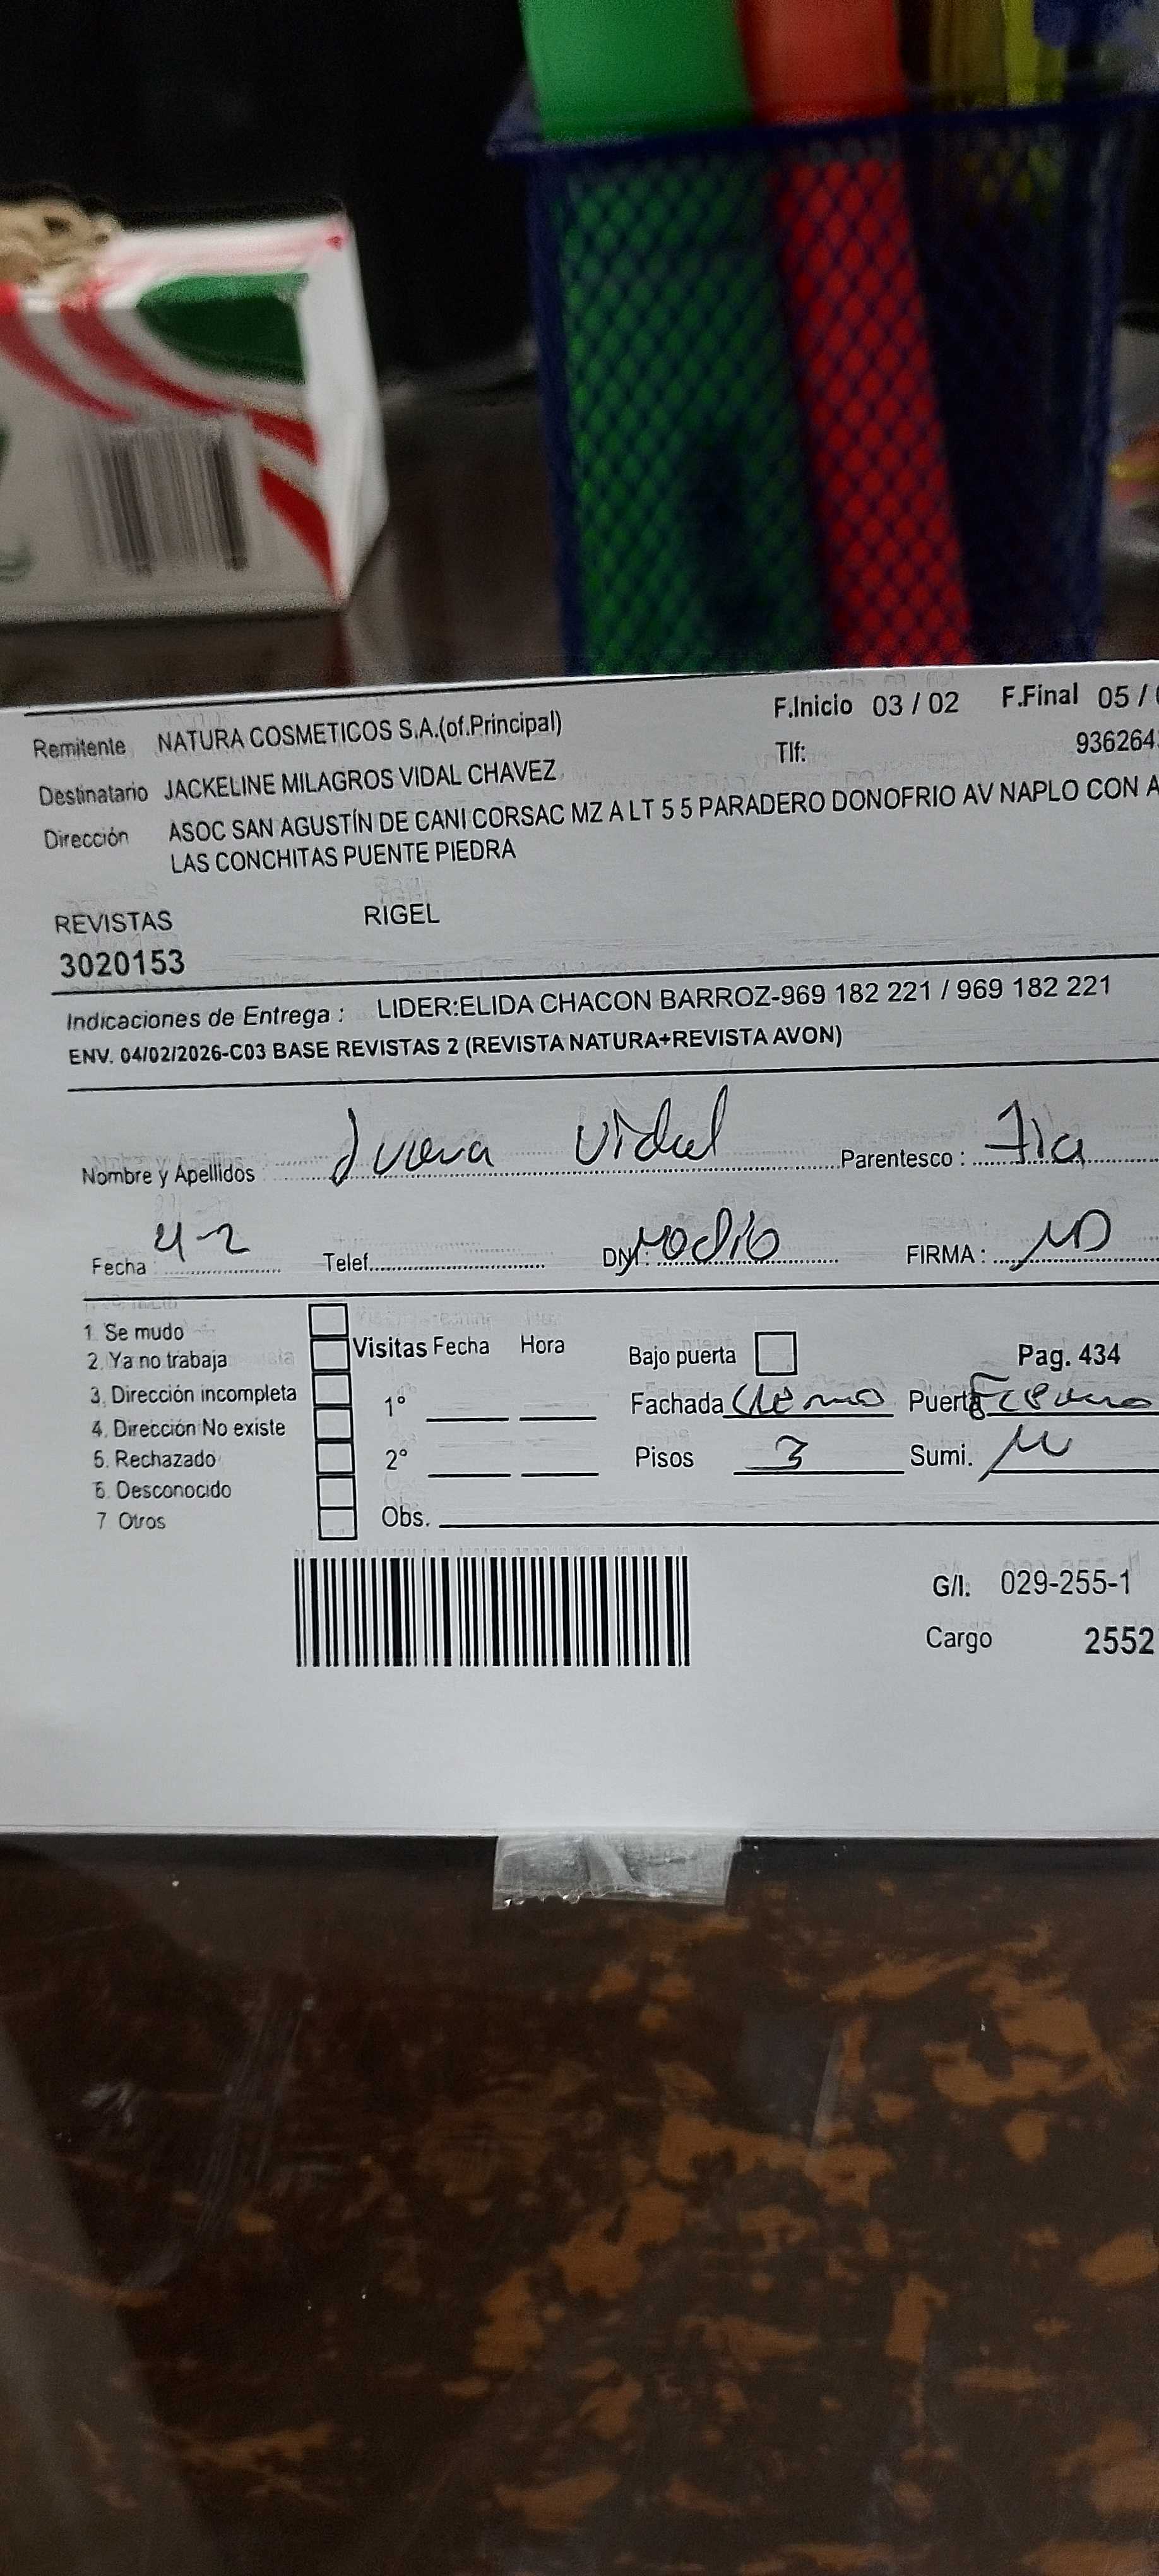 F.Inicio 03 / 02 F.Final 05 /
Remitente NATURA COSMETICOS S.A.(of.Principal)
Tlf: 936264
Destinatario JACKELINE MILAGROS VIDAL CHAVEZ
Dirección ASOC SAN AGUSTÍN DE CANI CORSAC MZ A LT 5 5 PARADERO DONOFRIO AV NAPLO CON A
LAS CONCHITAS PUENTE PIEDRA
REVISTAS RIGEL
3020153
Indicaciones de Entrega : LIDER:ELIDA CHACON BARROZ-969 182 221 / 969 182 221
ENV. 04/02/2026-C03 BASE REVISTAS 2 (REVISTA NATURA+REVISTA AVON)
Nombre y Apellidos Vidal Parentesco :
Fecha 4-2 Telef. DNI: FIRMA :
1. Se mudo
2. Ya no trabaja
3. Dirección incompleta
4. Dirección No existe
5. Rechazado
6. Desconocido
7 Otros
Visitas Fecha Hora
1°
2°
Obs.
Bajo puerta Pag. 434
Fachada Puerta
Pisos 3 Sumi.
G/I. 029-255-1
Cargo 2552